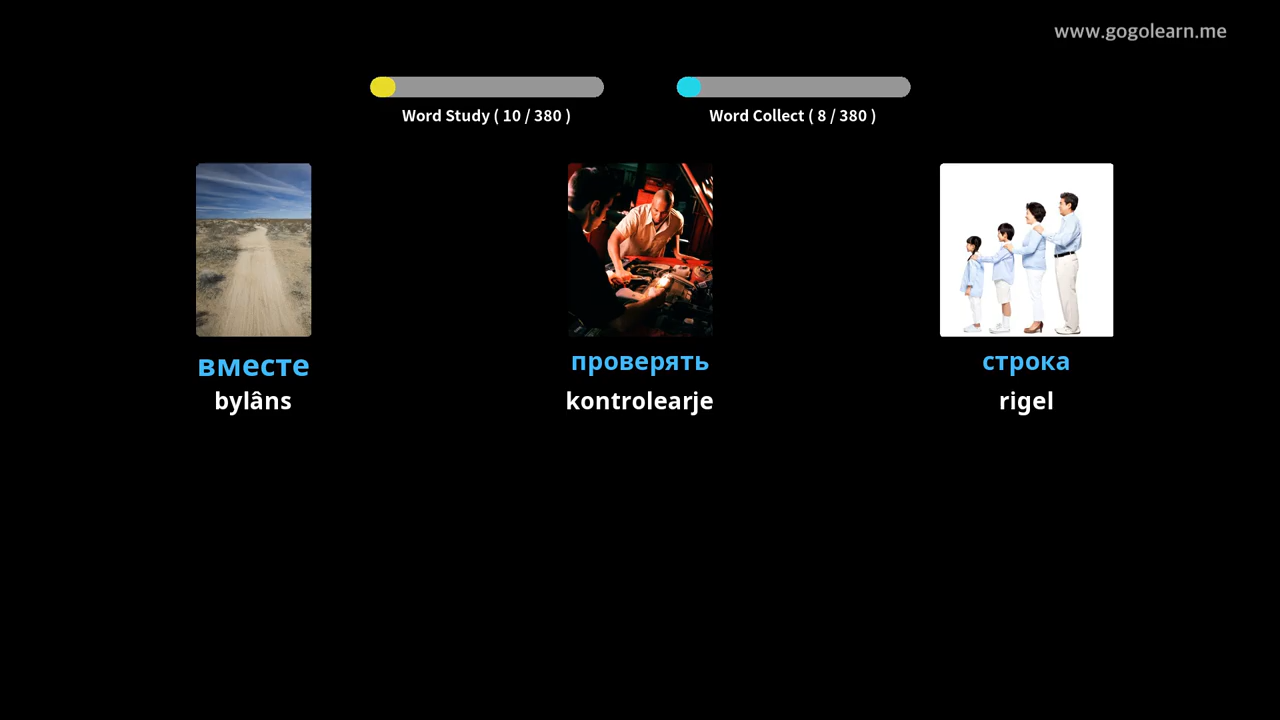 www.gogolearn.me
Word Study ( 10 / 380 )
Word Collect ( 8 / 380 )
вместе
bylâns
проверять
kontrolearje
строка
rigel